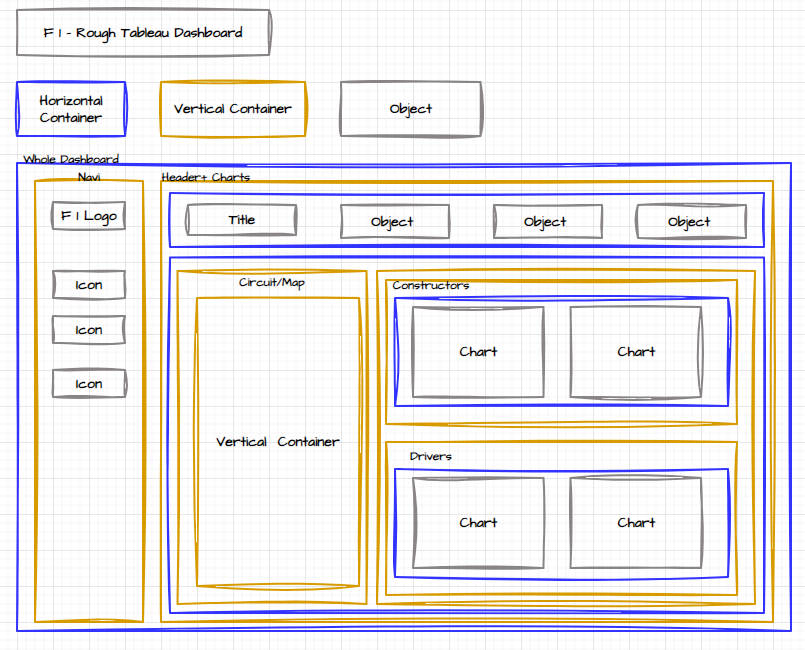 F 1 - Rough Tableau Dashboard
Horizontal
Container
Vertical Container
Object
Whole Dashboard
Navi
Header+ Charts
F 1 Logo
Title
Object
Object
Object
Icon
Icon
Icon
Circuit/Map
Vertical Container
Constructors
Chart
Chart
Drivers
Chart
Chart